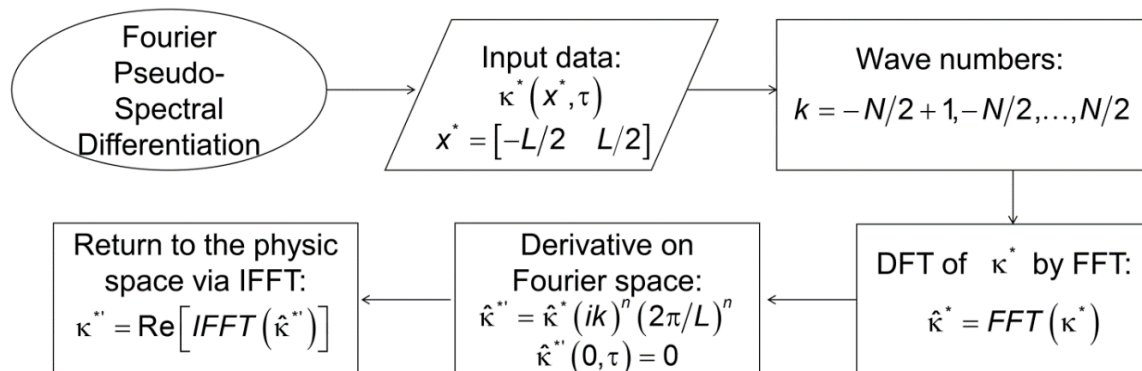 Fourier
Pseudo-
Spectral
Differentiation
Input data:
κ*(x*,τ)
x* = [−L/2 L/2]
Wave numbers:
k = −N/2 + 1,−N/2,…,N/2
DFT of κ* by FFT:
κ̂* = FFT(κ*)
Derivative on
Fourier space:
κ̂*' = κ̂*(ik)ⁿ(2π/L)ⁿ
κ̂*'(0,τ) = 0
Return to the physic
space via IFFT:
κ*' = Re[IFFT(κ̂*')]